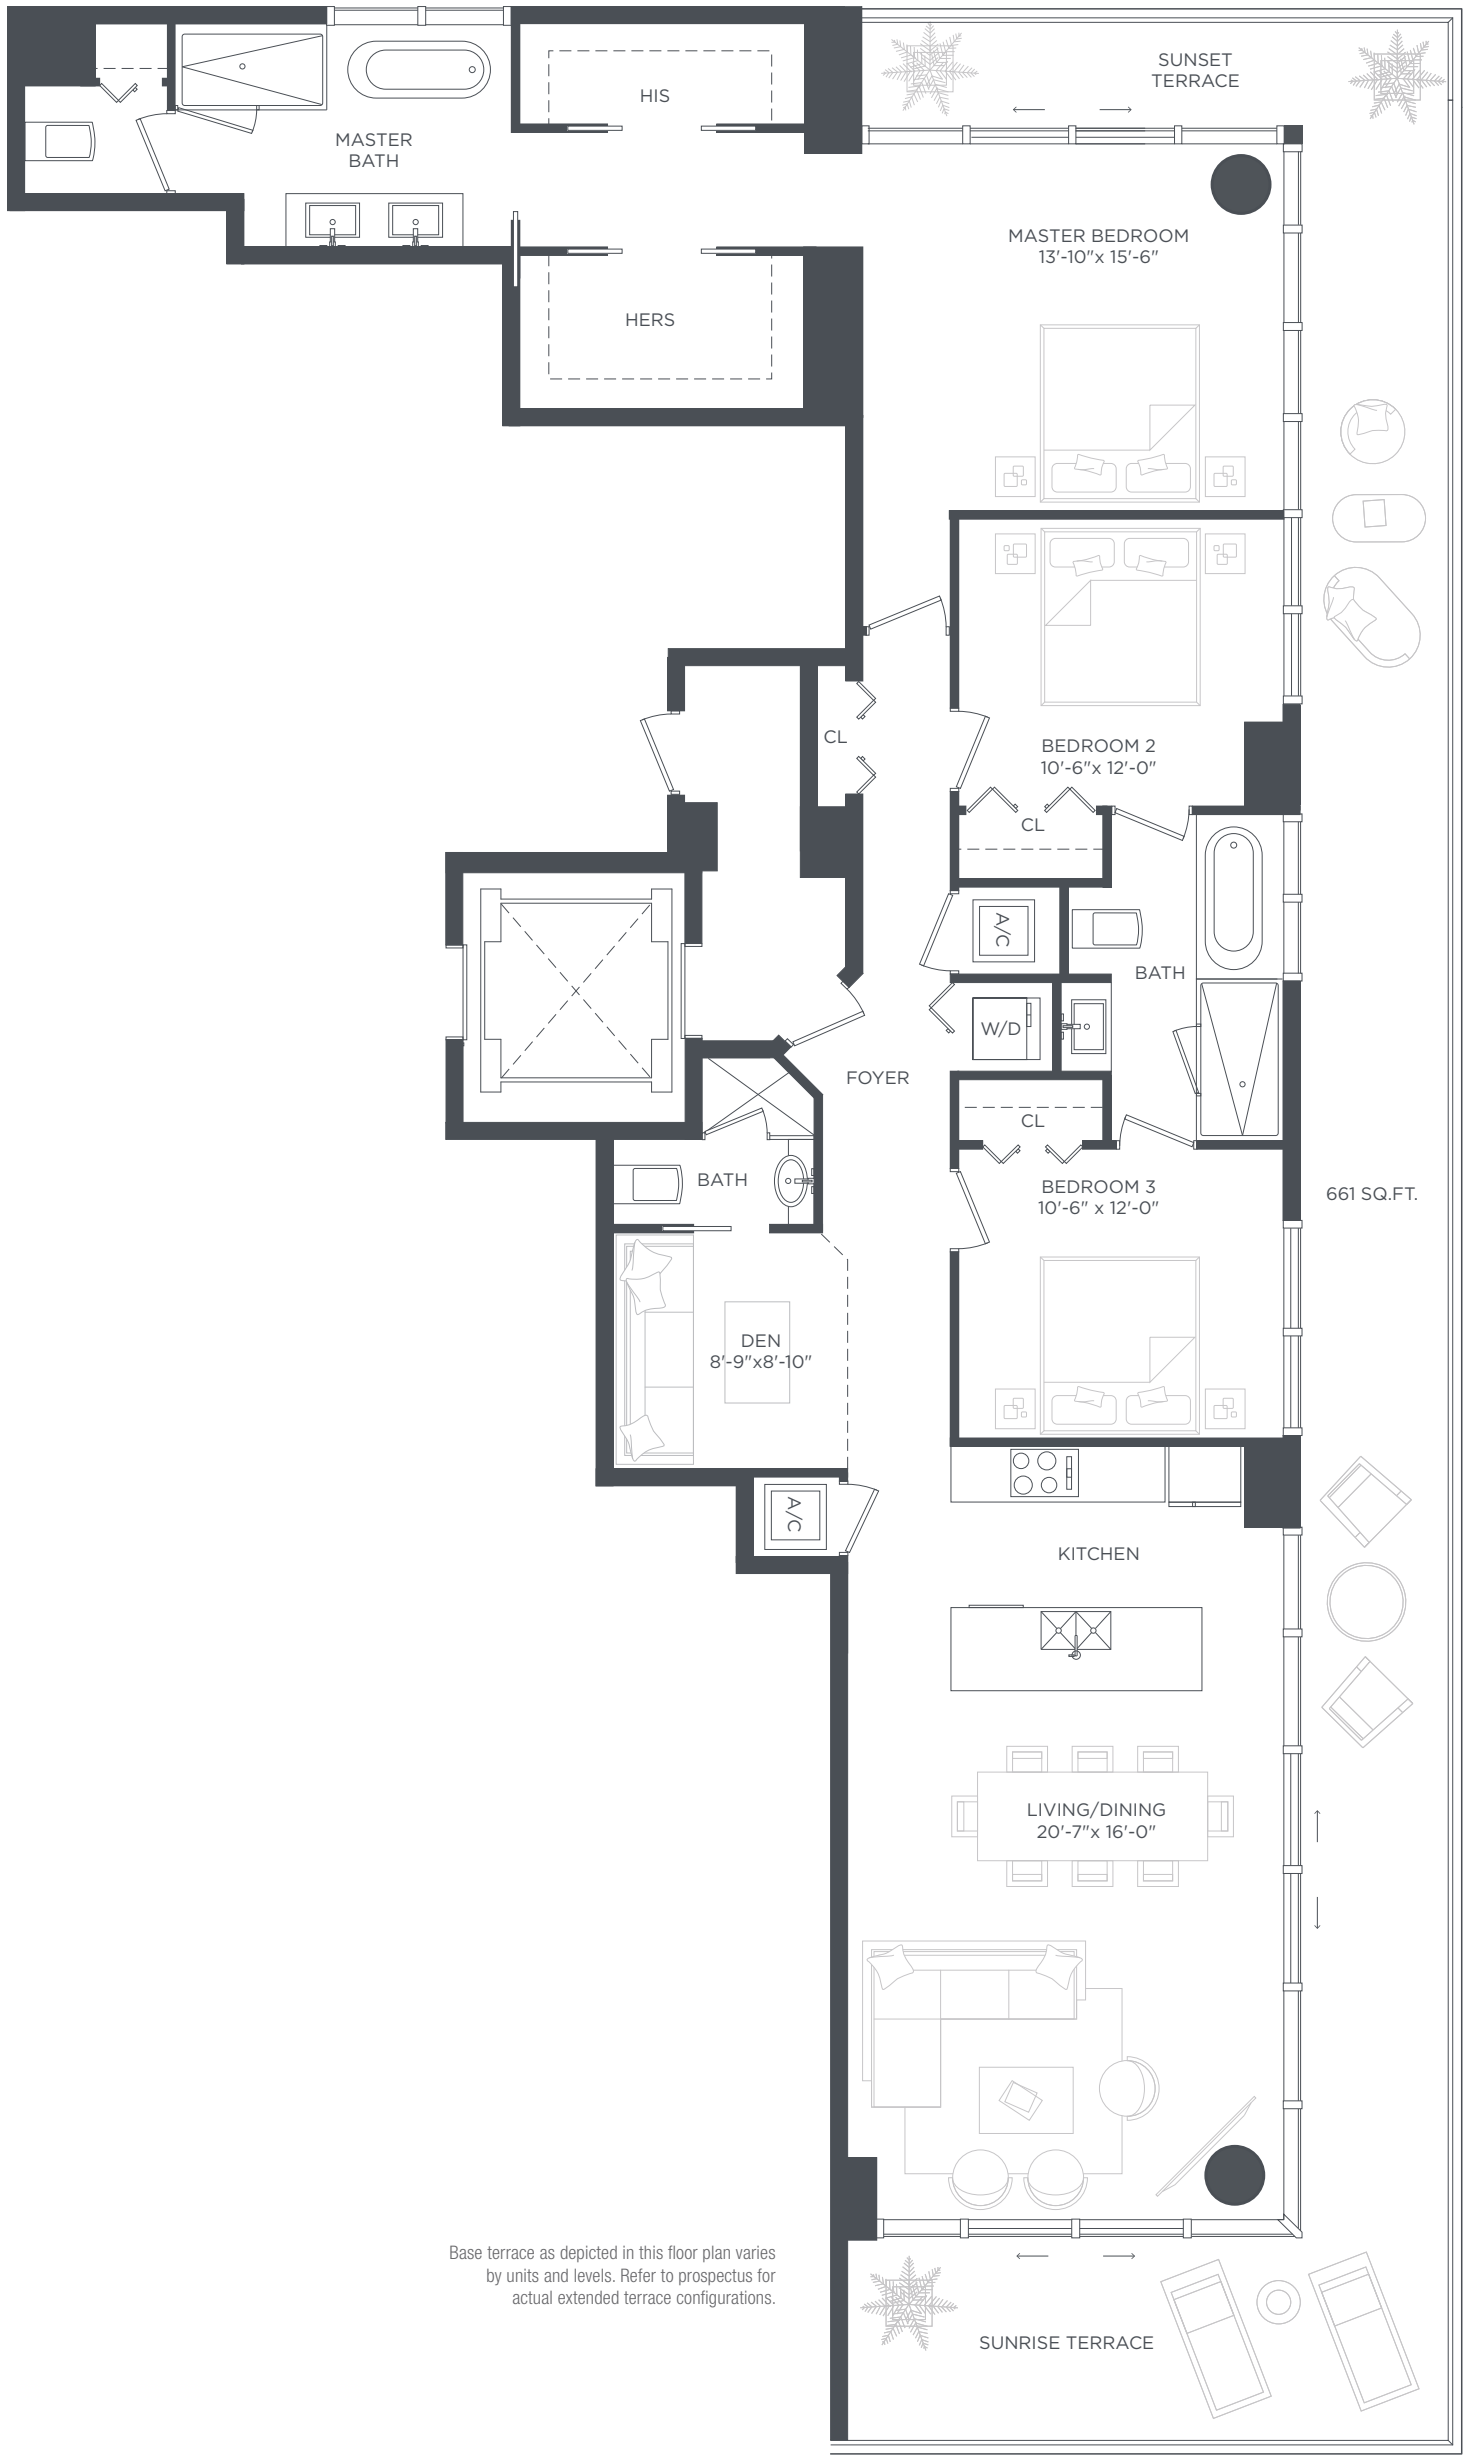 SUNSET
TERRACE
HIS
MASTER
BATH
MASTER BEDROOM
13'-10"x 15'-6"
HERS
CL
BEDROOM 2
10'-6"x 12'-0"
CL
A/C
BATH
W/D
FOYER
CL
BATH
BEDROOM 3
10'-6" x 12'-0"
661 SQ.FT.
DEN
8'-9"x8'-10"
A/C
KITCHEN
LIVING/DINING
20'-7"x 16'-0"
Base terrace as depicted in this floor plan varies
by units and levels. Refer to prospectus for
actual extended terrace configurations.
SUNRISE TERRACE